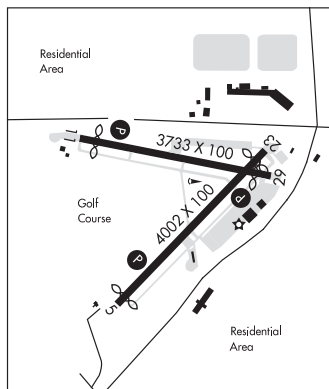 Residential
Area
P
11
3733 X 100
23
29
Golf
Course
P
4002 X 100
P
5
Residential
Area